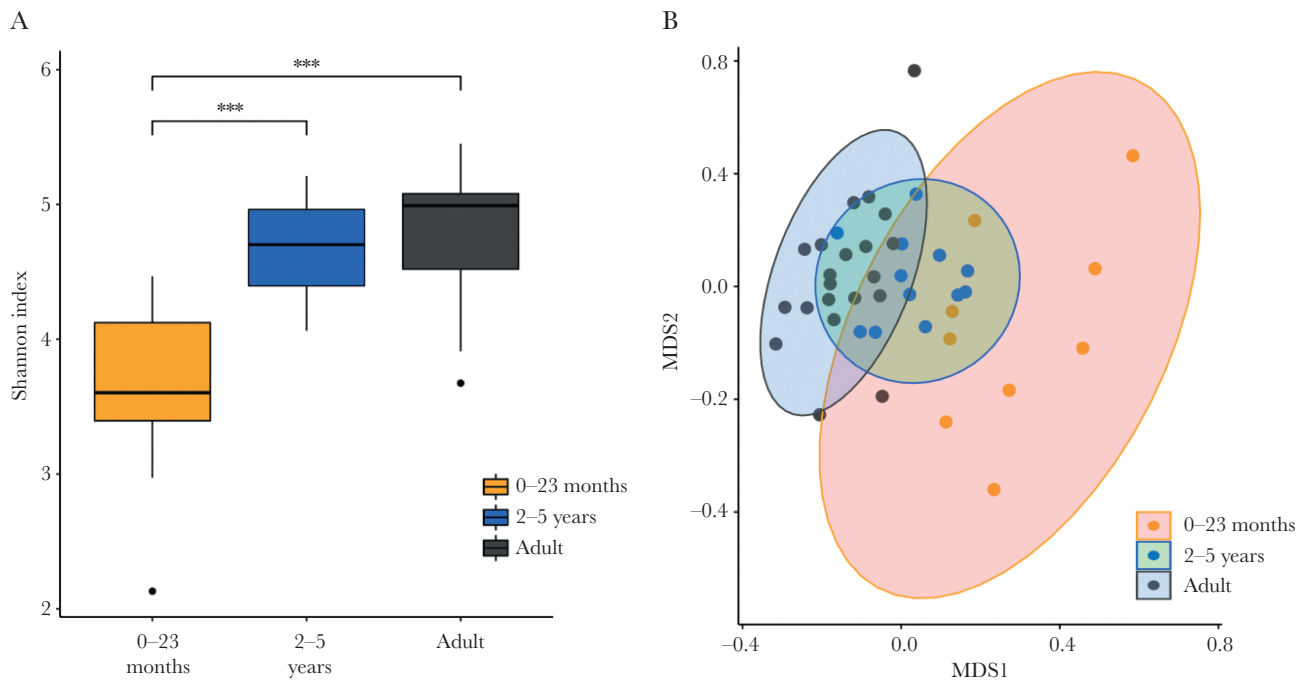 A
Shannon index
6
5
4
3
2
***
***
0–23 months
2–5 years
Adult
0–23
months
2–5
years
Adult
B
MDS2
0.8
0.4
0.0
–0.2
–0.4
0–23 months
2–5 years
Adult
–0.4
0.0
0.4
0.8
MDS1